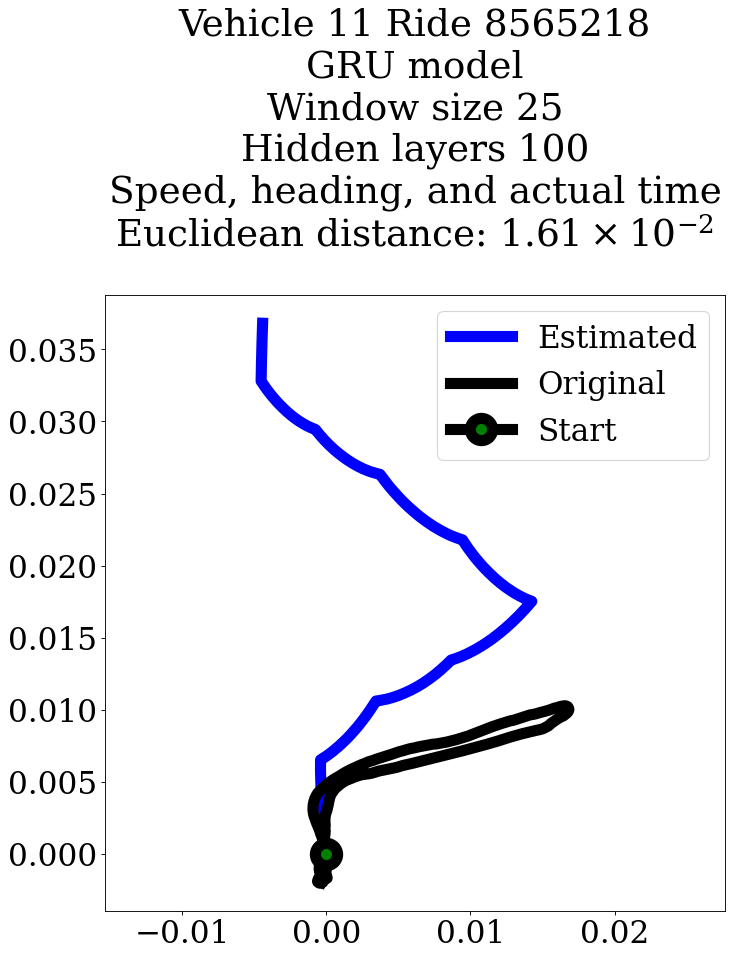 Vehicle 11 Ride 8565218
GRU model
Window size 25
Hidden layers 100
Speed, heading, and actual time
Euclidean distance: 1.61 × 10⁻²
Estimated
Original
Start
0.035
0.030
0.025
0.020
0.015
0.010
0.005
0.000
−0.01 0.00 0.01 0.02